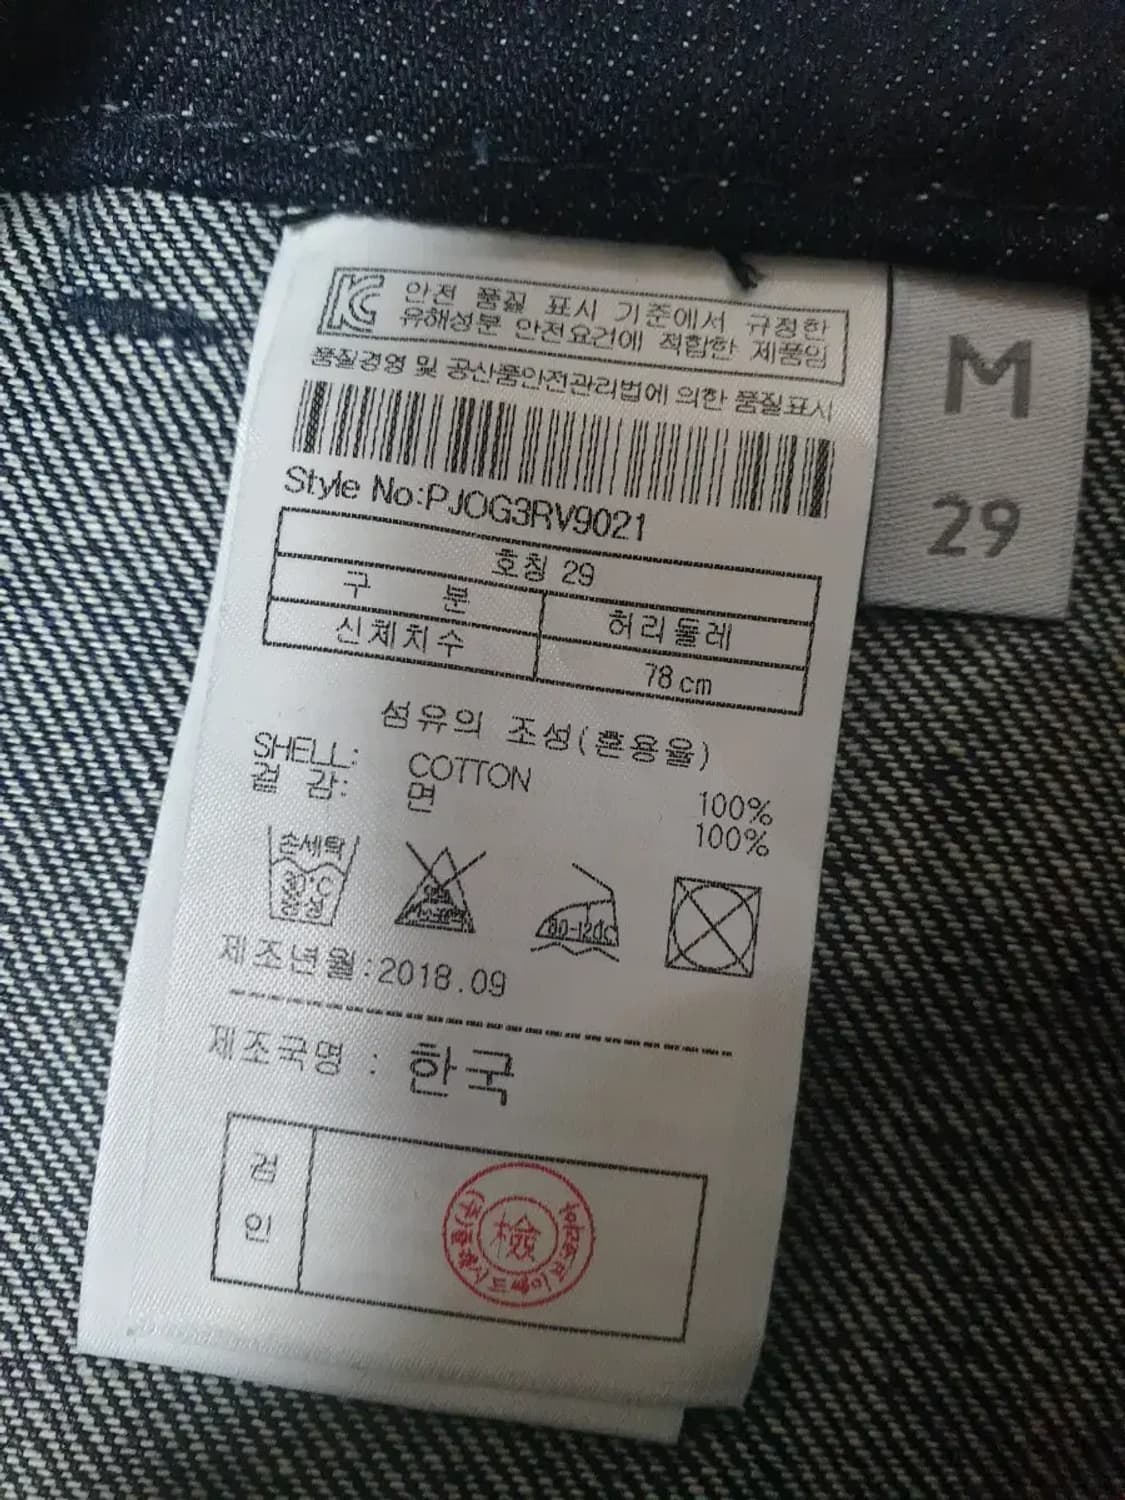 안전 품질 표시 기준에서 규정한
유해성분 안전요건에 적합한 제품임
품질경영 및 공산품안전관리법에 의한 품질표시
Style No:PJOG3RV9021
호칭 29
구 분 허리둘레
신체치수 78 cm
섬유의 조성(혼용율)
SHELL: COTTON 100%
겉 감: 면 100%
손세탁
30°C
중성
80-120C
제조년월:2018.09
제조국명 : 한국
검
인
檢
M
29